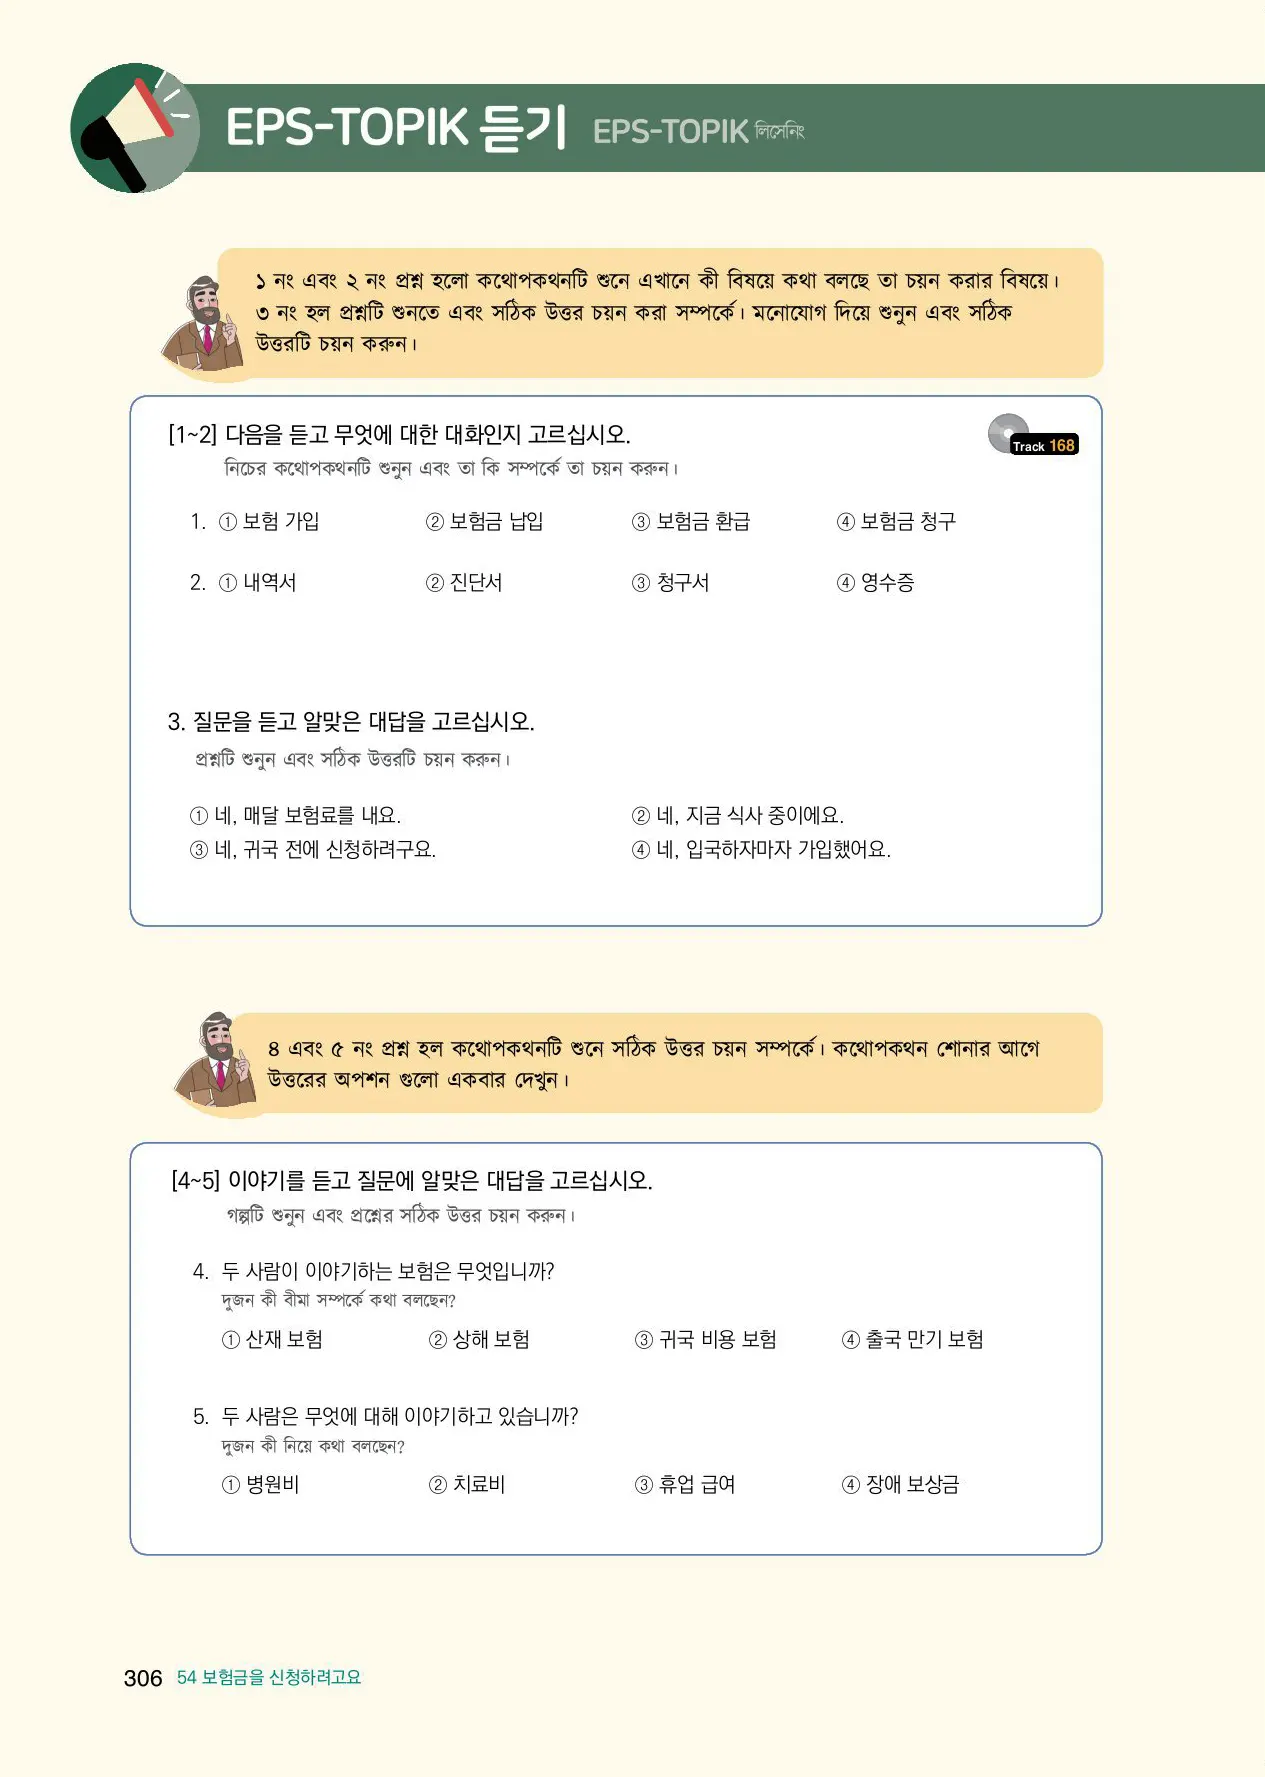 EPS-TOPIK 듣기 EPS-TOPIK লিসেনিং
১ নং এবং ২ নং প্রশ্ন হলো কথোপকথনটি শুনে এখানে কী বিষয়ে কথা বলছে তা চয়ন করার বিষয়ে।
৩ নং হল প্রশ্নটি শুনতে এবং সঠিক উত্তর চয়ন করা সম্পর্কে। মনোযোগ দিয়ে শুনুন এবং সঠিক
উত্তরটি চয়ন করুন।
[1~2] 다음을 듣고 무엇에 대한 대화인지 고르십시오.
Track 168
নিচের কথোপকথনটি শুনুন এবং তা কি সম্পর্কে তা চয়ন করুন।
1. ① 보험 가입 ② 보험금 납입 ③ 보험금 환급 ④ 보험금 청구
2. ① 내역서 ② 진단서 ③ 청구서 ④ 영수증
3. 질문을 듣고 알맞은 대답을 고르십시오.
প্রশ্নটি শুনুন এবং সঠিক উত্তরটি চয়ন করুন।
① 네, 매달 보험료를 내요. ② 네, 지금 식사 중이에요.
③ 네, 귀국 전에 신청하려구요. ④ 네, 입국하자마자 가입했어요.
৪ এবং ৫ নং প্রশ্ন হল কথোপকথনটি শুনে সঠিক উত্তর চয়ন সম্পর্কে। কথোপকথন শোনার আগে
উত্তরের অপশন গুলো একবার দেখুন।
[4~5] 이야기를 듣고 질문에 알맞은 대답을 고르십시오.
গল্পটি শুনুন এবং প্রশ্নের সঠিক উত্তর চয়ন করুন।
4. 두 사람이 이야기하는 보험은 무엇입니까?
দুজন কী বীমা সম্পর্কে কথা বলছেন?
① 산재 보험 ② 상해 보험 ③ 귀국 비용 보험 ④ 출국 만기 보험
5. 두 사람은 무엇에 대해 이야기하고 있습니까?
দুজন কী নিয়ে কথা বলছেন?
① 병원비 ② 치료비 ③ 휴업 급여 ④ 장애 보상금
306 54 보험금을 신청하려고요